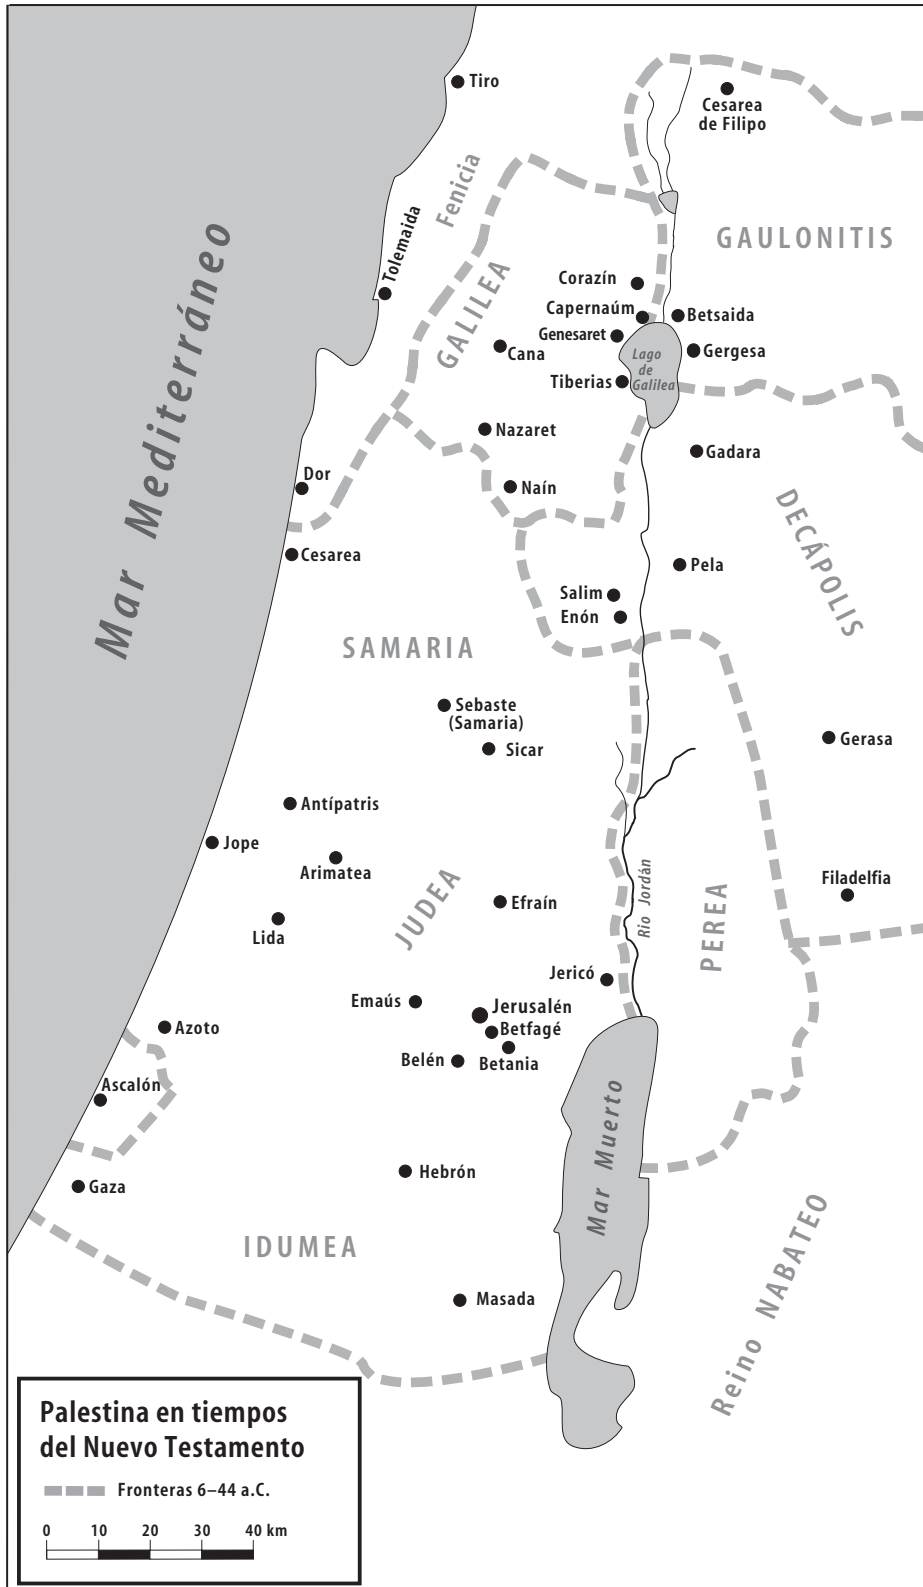 Tiro
Cesarea
de Filipo
Fenicia
Tolemaida
GAULONITIS
Mar Mediterráneo
GALILEA
Corazín
Capernaúm
Betsaida
Genesaret
Cana
Lago
de
Galilea
Gergesa
Tiberias
Nazaret
Gadara
Dor
Naín
DECÁPOLIS
Cesarea
Pela
Salim
Enón
SAMARIA
Sebaste
(Samaria)
Sicar
Gerasa
Antípatris
Jope
Arimatea
Filadelfia
JUDEA
Efraín
Rio Jordán
PEREA
Lida
Jericó
Emaús
Jerusalén
Azoto
Betfagé
Belén
Betania
Ascalón
Mar Muerto
Hebrón
Gaza
IDUMEA
Reino NABATEO
Masada
Palestina en tiempos
del Nuevo Testamento
Fronteras 6–44 a.C.
0 10 20 30 40 km